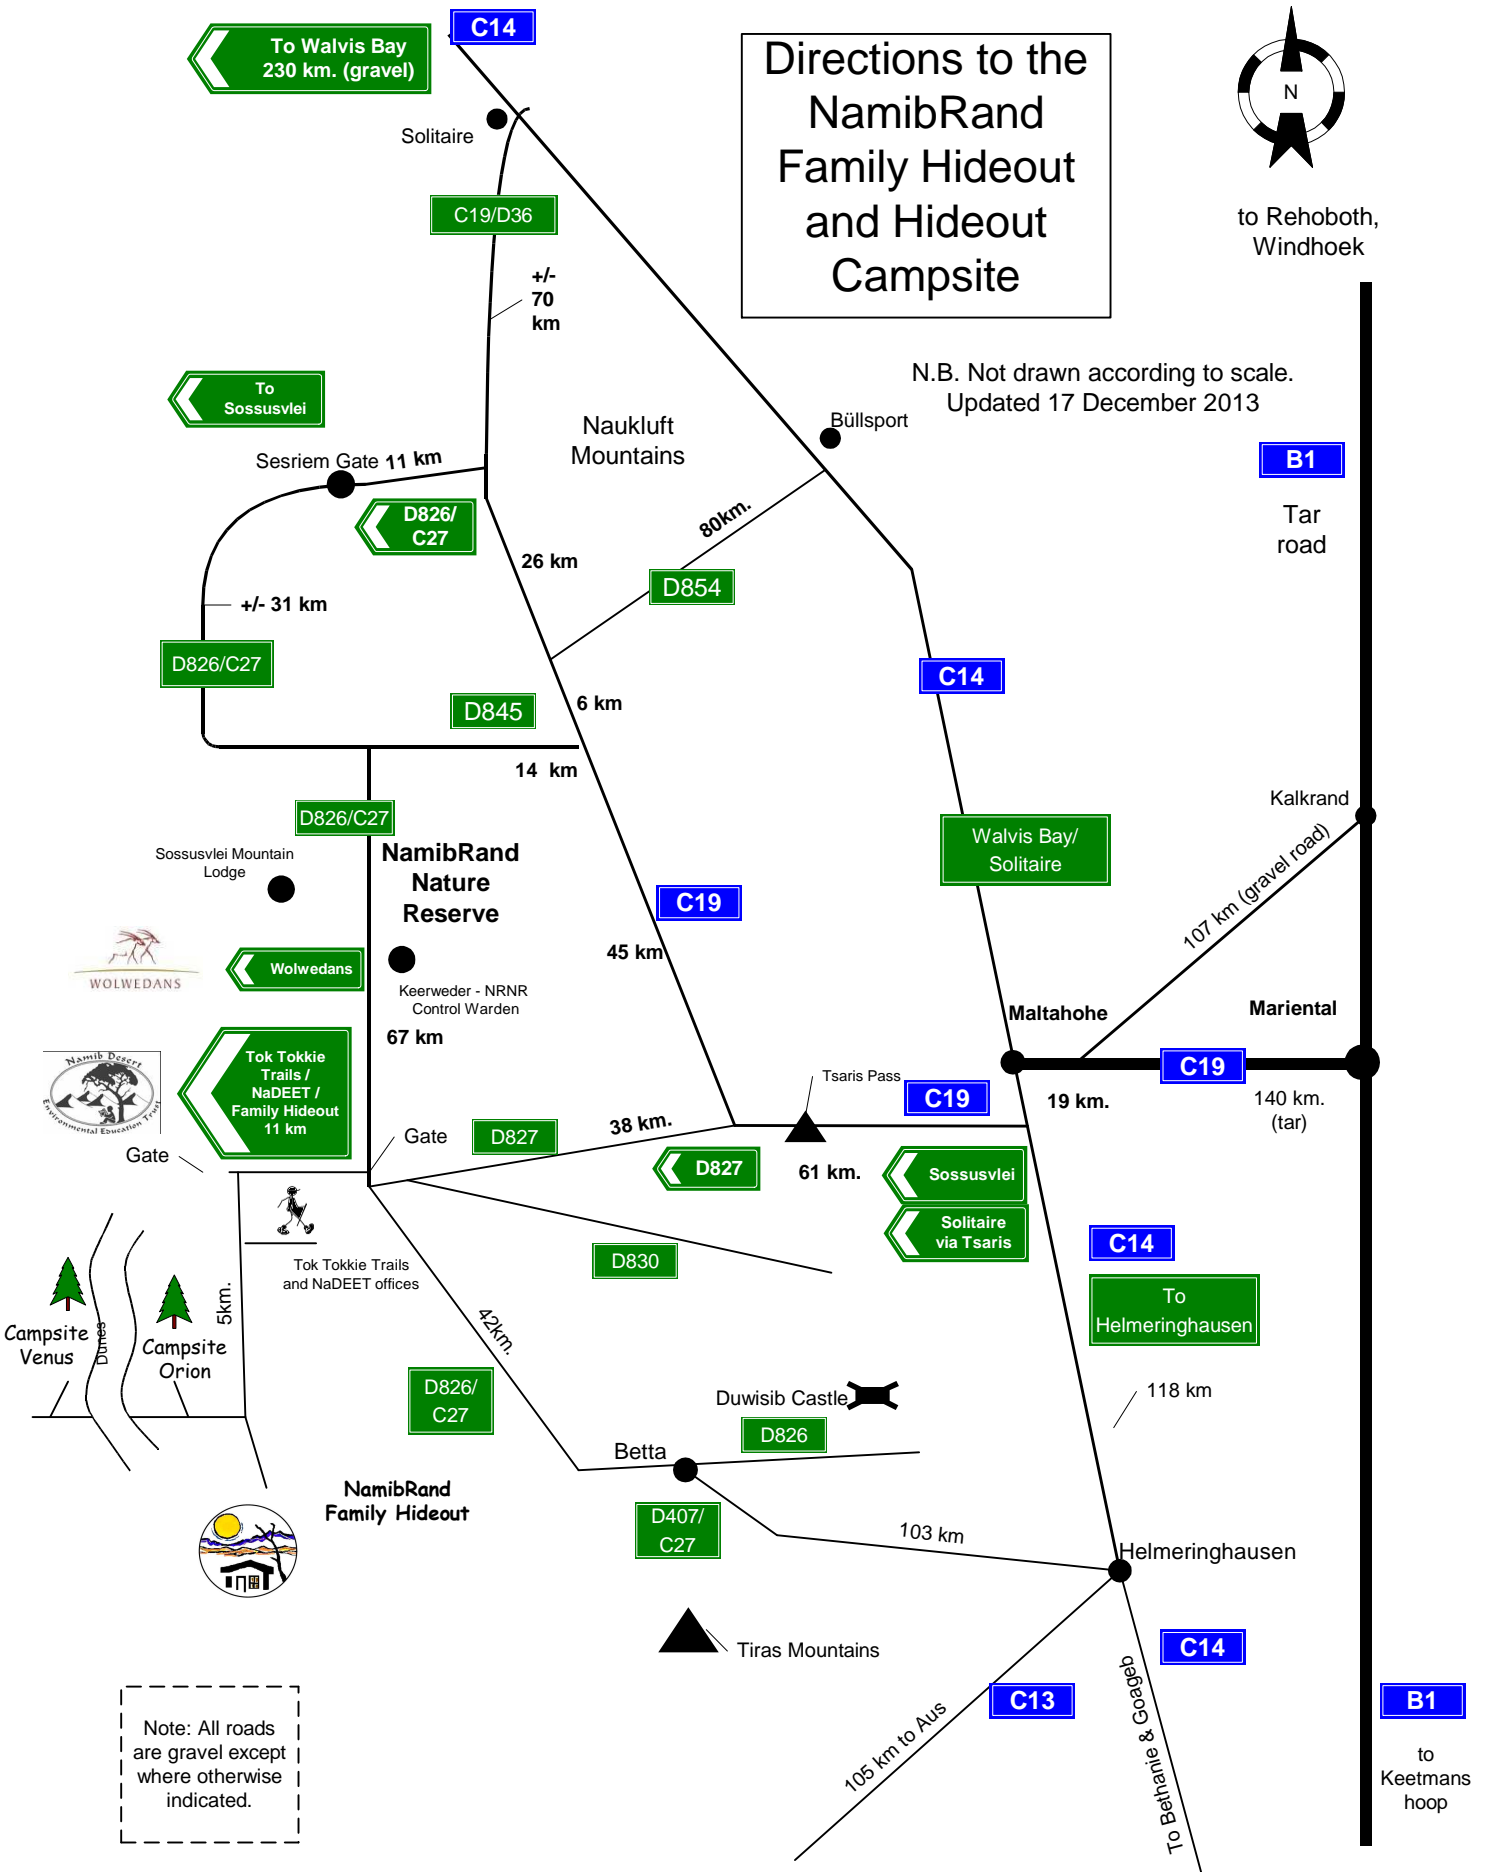 C14
To Walvis Bay
230 km. (gravel)
Directions to the
NamibRand
Family Hideout
and Hideout
Campsite
N
to Rehoboth,
Windhoek
Solitaire
C19/D36
+/-
70
km
N.B. Not drawn according to scale.
Updated 17 December 2013
To
Sossusvlei
Naukluft
Mountains
Büllsport
B1
Tar
road
Sesriem Gate
11 km
D826/
C27
80km.
26 km
D854
+/- 31 km
D826/C27
C14
D845
6 km
14 km
D826/C27
Kalkrand
Walvis Bay/
Solitaire
107 km (gravel road)
Sossusvlei Mountain
Lodge
NamibRand
Nature
Reserve
C19
45 km
WOLWEDANS
Wolwedans
Keerweder - NRNR
Control Warden
67 km
Maltahohe
Mariental
Namib Desert
Environmental Education Trust
Tok Tokkie
Trails /
NaDEET /
Family Hideout
11 km
Tsaris Pass
C19
C19
19 km.
140 km.
(tar)
Gate
Gate
D827
38 km.
D827
61 km.
Sossusvlei
Solitaire
via Tsaris
C14
To
Helmeringhausen
D830
Tok Tokkie Trails
and NaDEET offices
5km.
Campsite
Venus
Dunes
Campsite
Orion
42km.
D826/
C27
118 km
Duwisib Castle
D826
Betta
NamibRand
Family Hideout
D407/
C27
103 km
Helmeringhausen
Tiras Mountains
C14
C13
105 km to Aus
To Bethanie & Goageb
B1
to
Keetmans
hoop
Note: All roads
are gravel except
where otherwise
indicated.